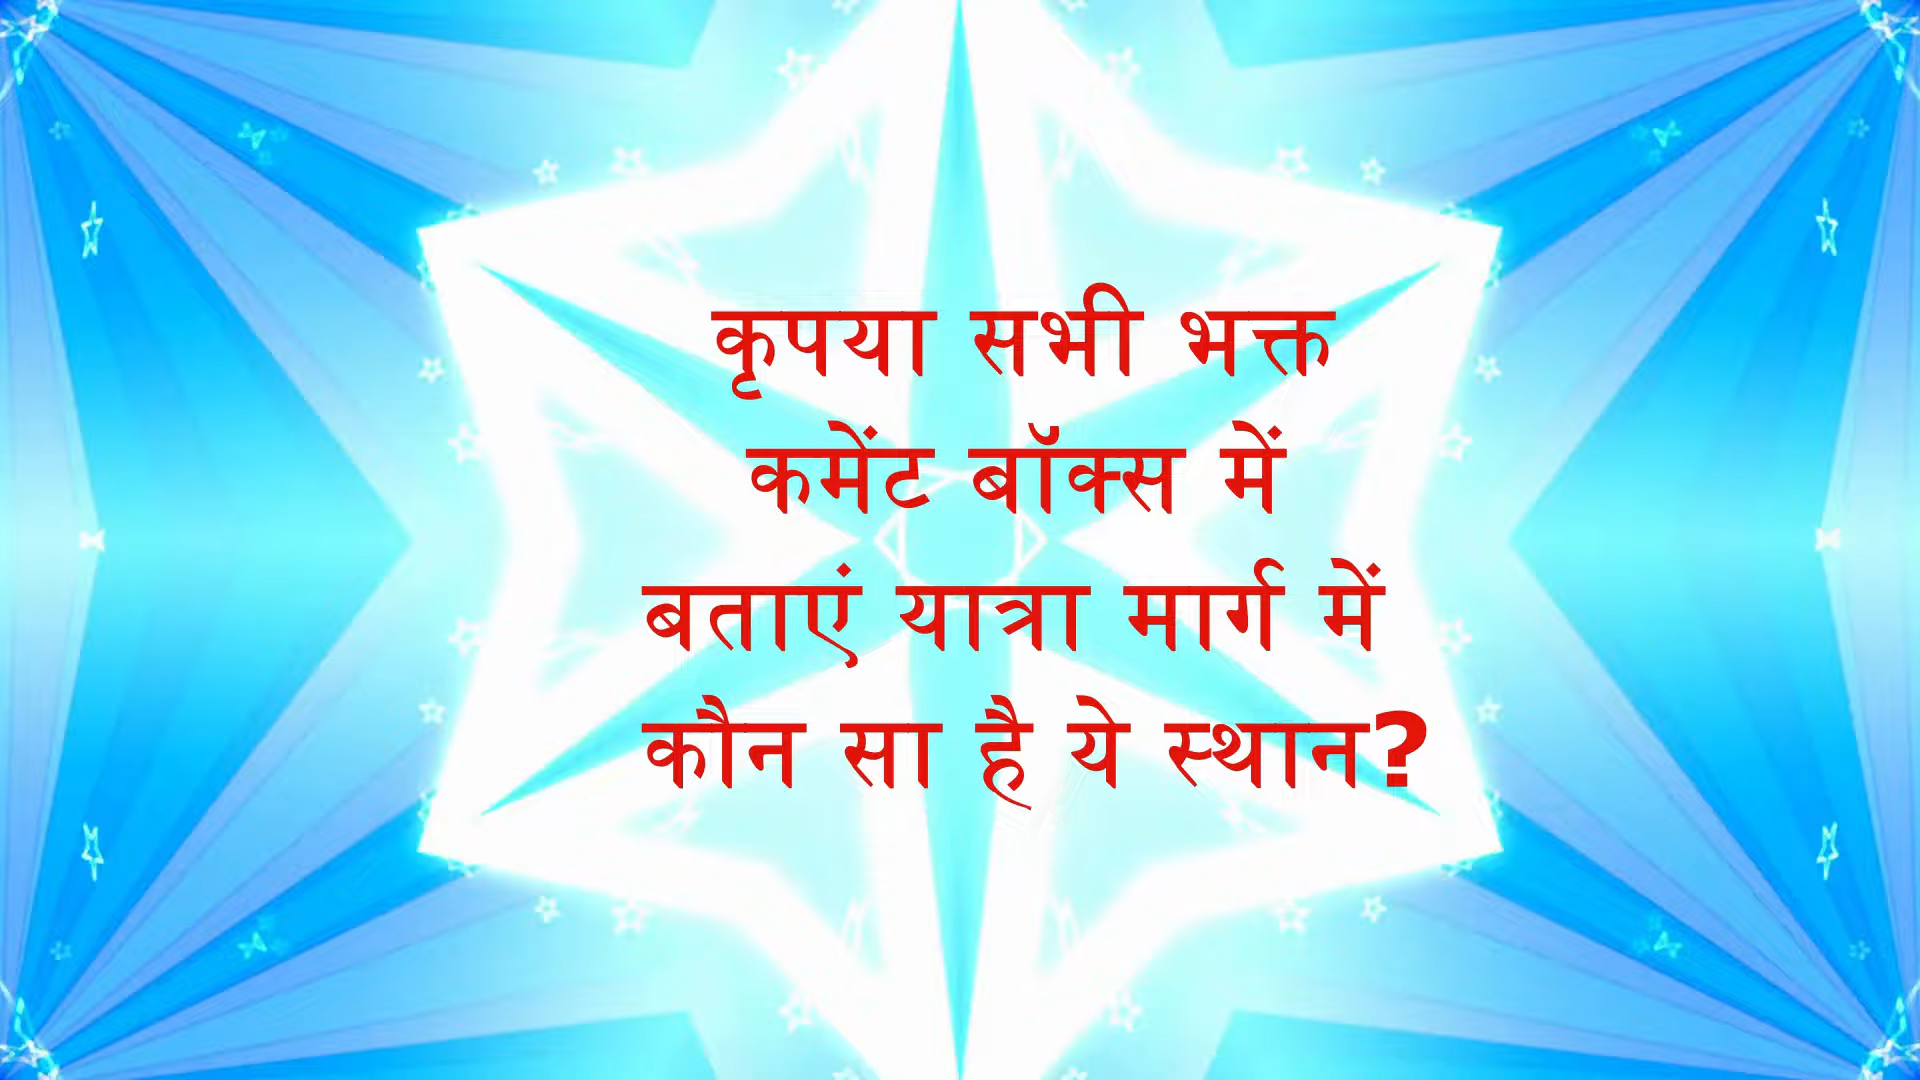 कृपया सभी भक्त
कमेंट बॉक्स में
बताएं यात्रा मार्ग में
कौन सा है ये स्थान?